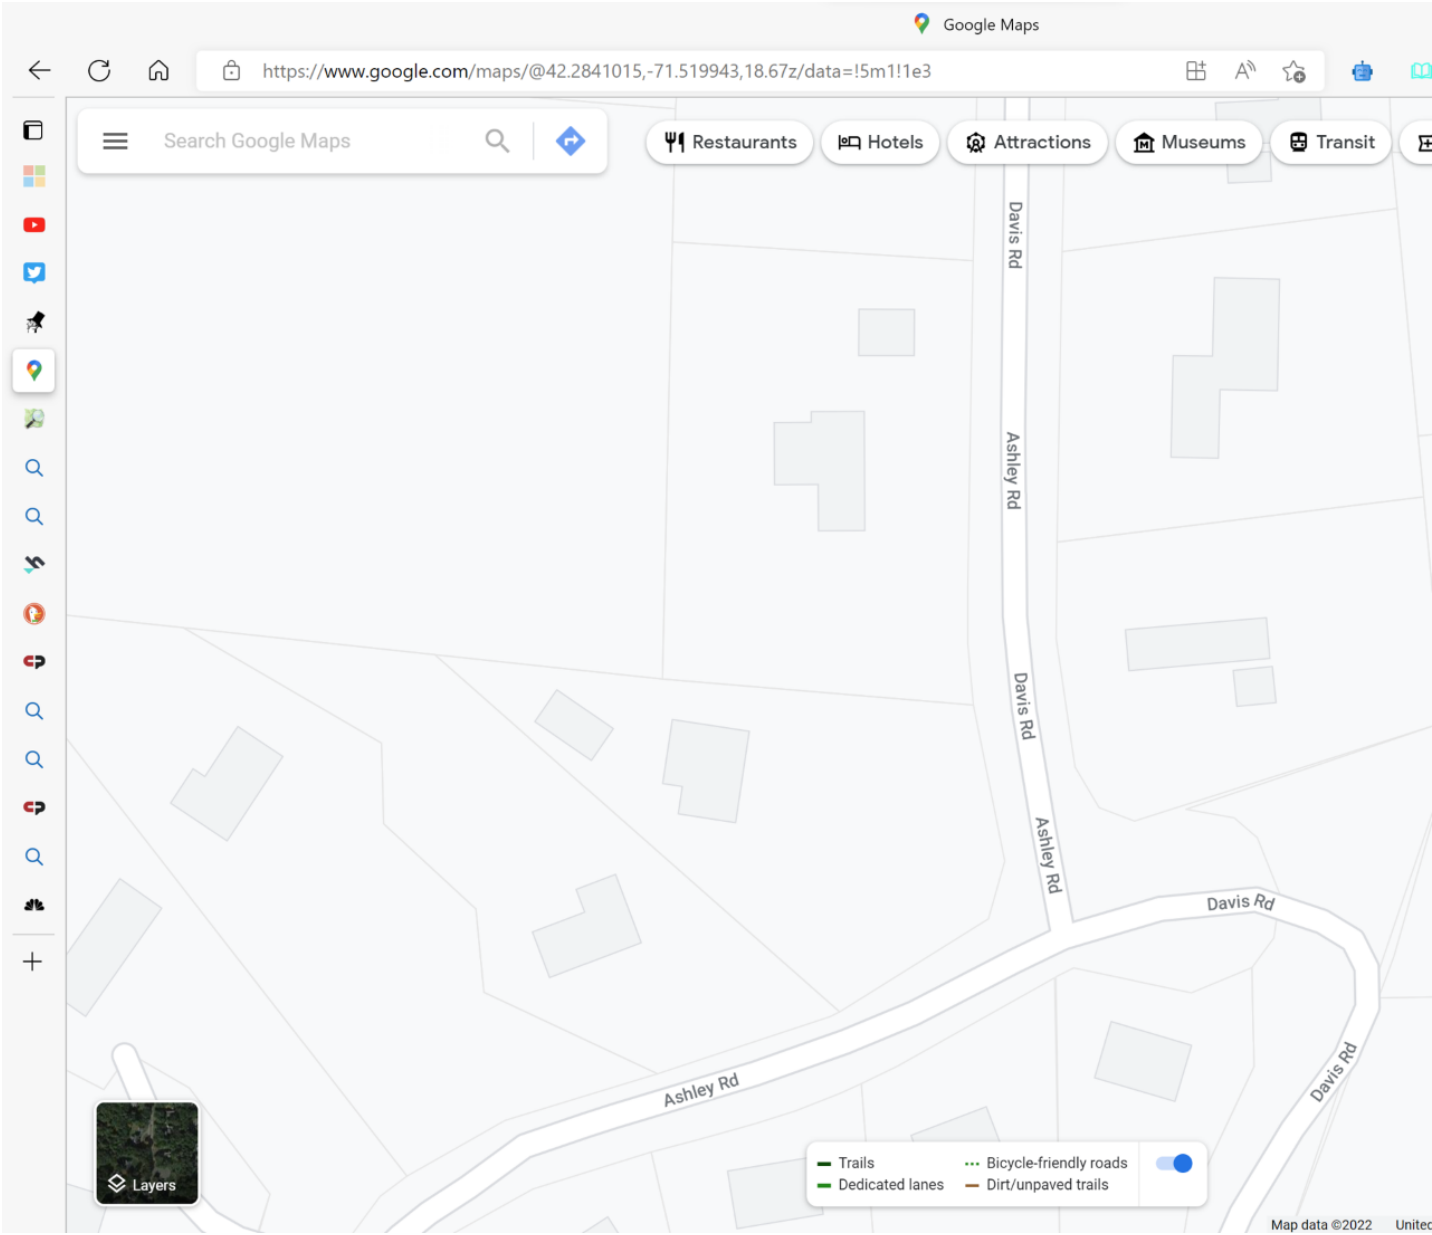 Google Maps
https://www.google.com/maps/@42.2841015,-71.519943,18.67z/data=!5m1!1e3
Search Google Maps
Restaurants
Hotels
Attractions
Museums
Transit
Davis Rd
Ashley Rd
Davis Rd
Ashley Rd
Davis Rd
Davis Rd
Ashley Rd
Layers
Trails
Bicycle-friendly roads
Dedicated lanes
Dirt/unpaved trails
Map data ©2022 United